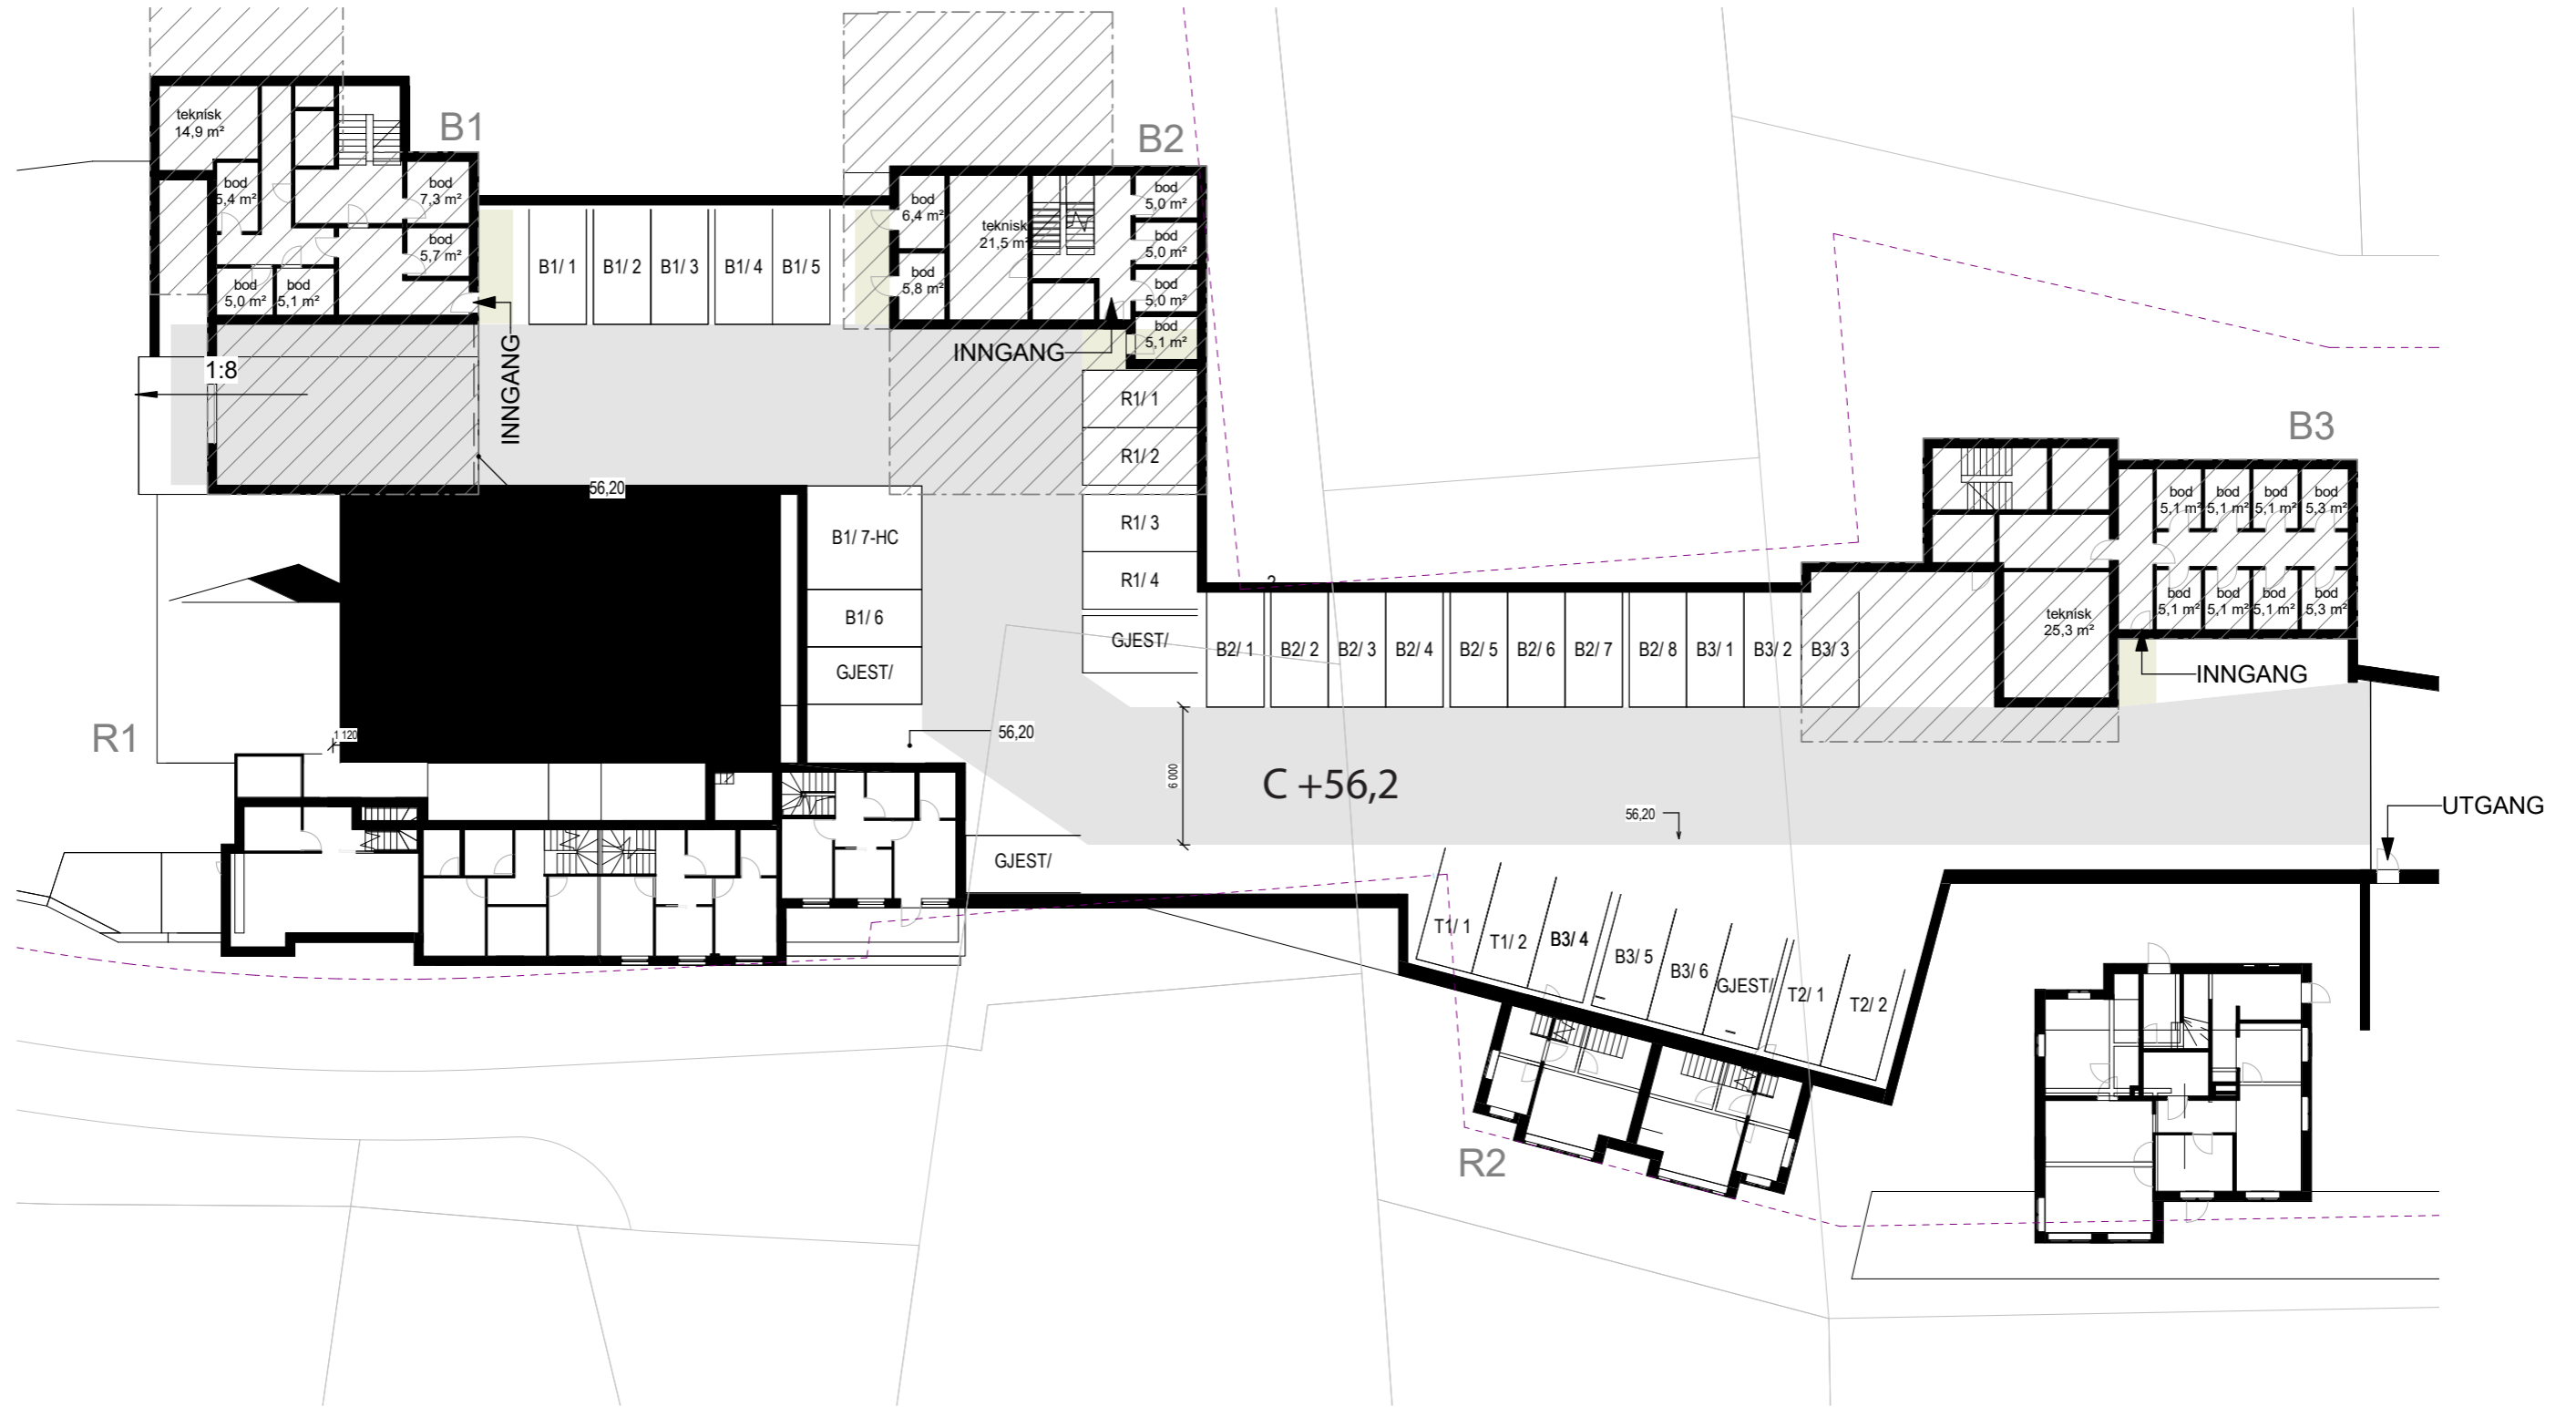 teknisk
14,9 m²
B1
bod
5,4 m²
bod
7,3 m²
bod
5,7 m²
bod
5,0 m²
bod
5,1 m²
INNGANG
1:8
B1/ 1
B1/ 2
B1/ 3
B1/ 4
B1/ 5
B2
bod
6,4 m²
bod
5,8 m²
teknisk
21,5 m²
bod
5,0 m²
bod
5,0 m²
bod
5,0 m²
bod
5,1 m²
INNGANG
R1/ 1
R1/ 2
R1/ 3
R1/ 4
GJEST/
56,20
B1/ 7-HC
B1/ 6
GJEST/
56,20
R1
1 120
2
B2/ 1
B2/ 2
B2/ 3
B2/ 4
B2/ 5
B2/ 6
B2/ 7
B2/ 8
B3/ 1
B3/ 2
B3/ 3
B3
bod
5,1 m²
bod
5,1 m²
bod
5,1 m²
bod
5,3 m²
bod
5,1 m²
bod
5,1 m²
bod
5,1 m²
bod
5,3 m²
teknisk
25,3 m²
INNGANG
6 000
C +56,2
56,20
UTGANG
GJEST/
T1/ 1
T1/ 2
B3/ 4
B3/ 5
B3/ 6
GJEST/
T2/ 1
T2/ 2
R2